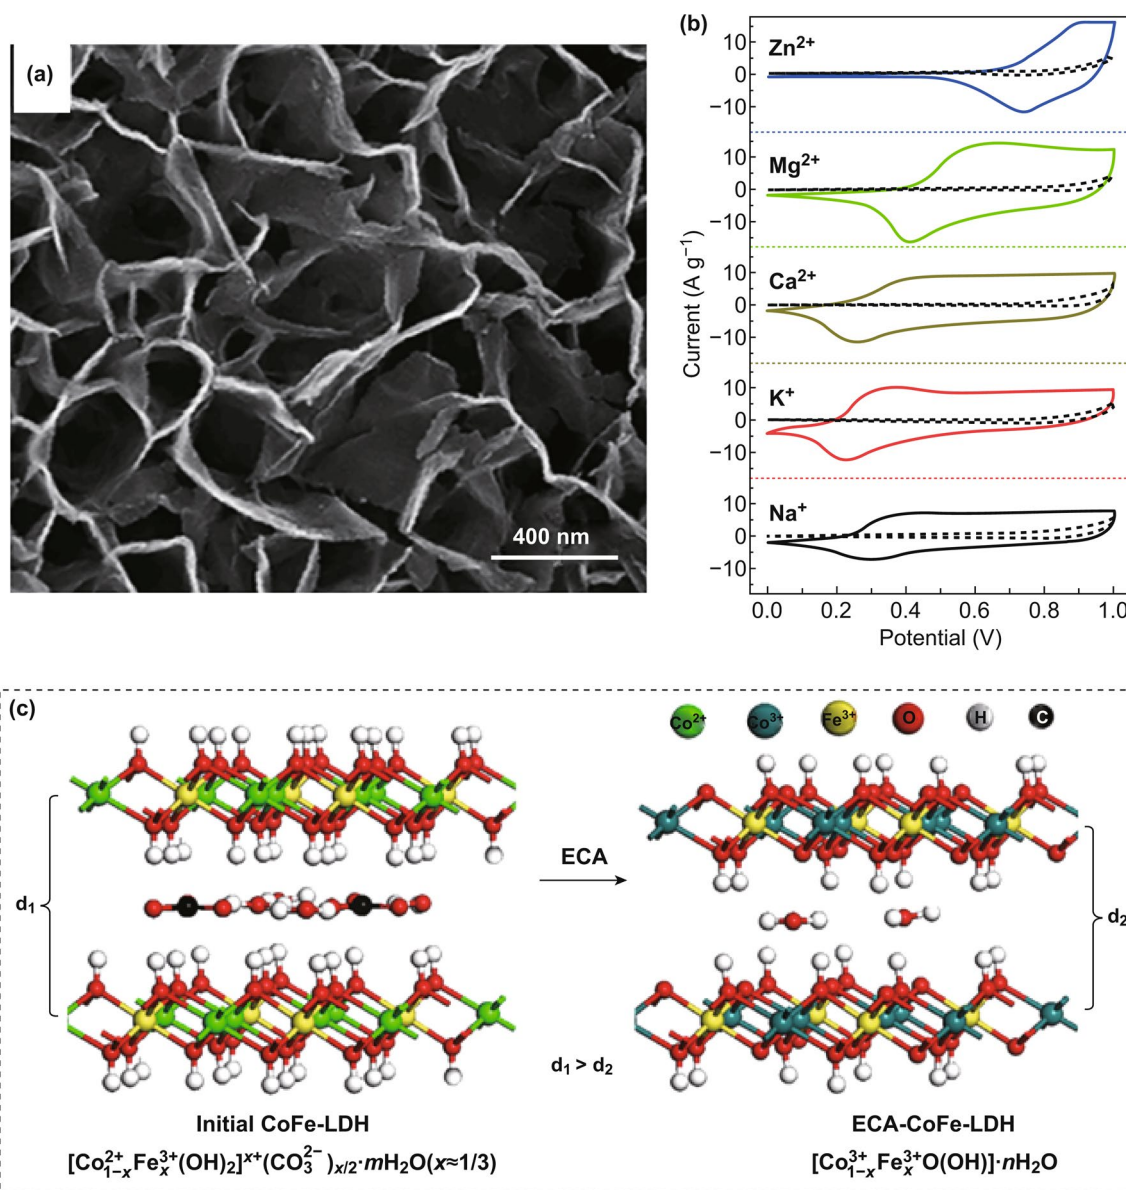 (a)
400 nm
(b)
Zn²⁺
10
0
−10
Mg²⁺
10
0
−10
Ca²⁺
10
0
−10
K⁺
10
0
−10
Na⁺
10
0
−10
Current (A g⁻¹)
0.0 0.2 0.4 0.6 0.8 1.0
Potential (V)
(c)
Co²⁺ Co³⁺ Fe³⁺ O H C
d₁
ECA
d₂
d₁ > d₂
Initial CoFe-LDH
[Co²⁺₁₋ₓFe³⁺ₓ(OH)₂]ˣ⁺(CO₃²⁻)ₓ/₂·mH₂O(x≈1/3)
ECA-CoFe-LDH
[Co³⁺₁₋ₓFe³⁺ₓO(OH)]·nH₂O